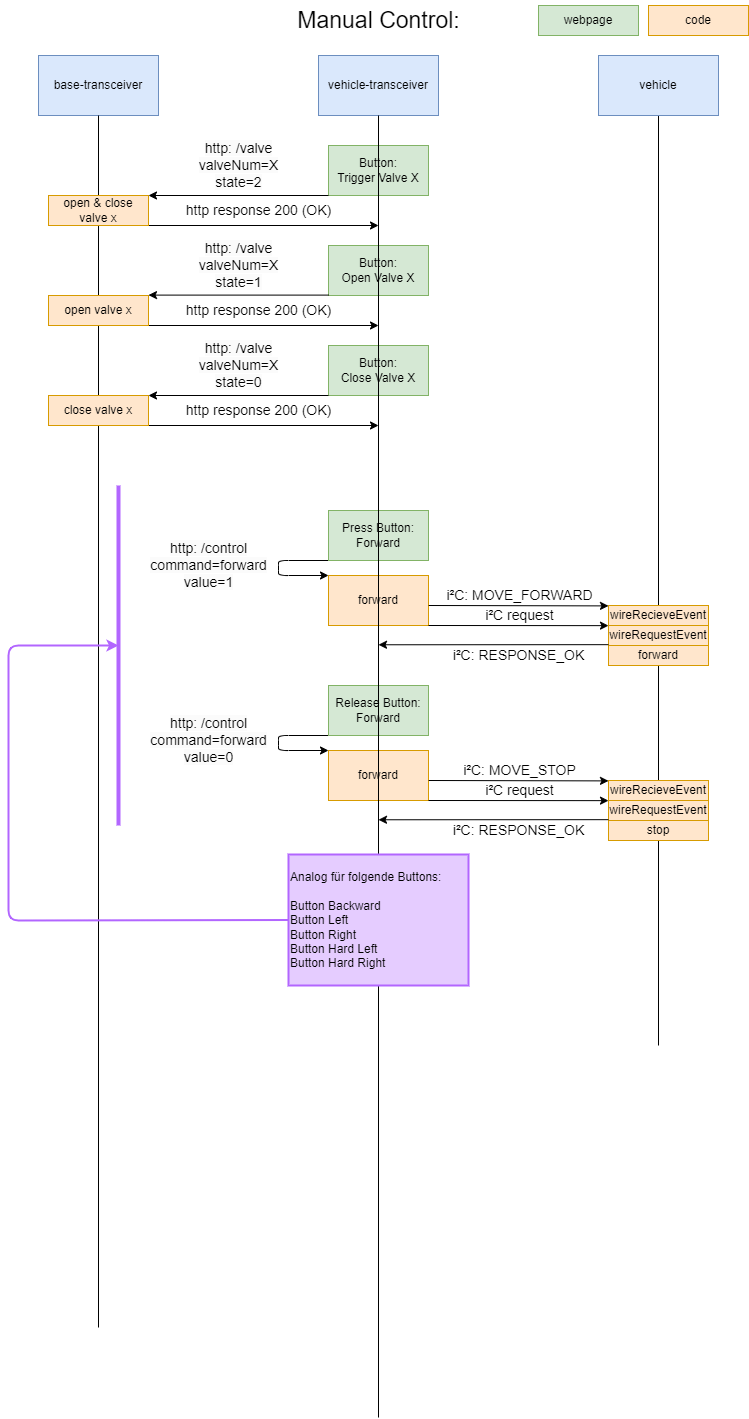 Manual Control:
webpage
code
base-transceiver
vehicle-transceiver
vehicle
http: /valve
valveNum=X
state=2
Button:
Trigger Valve X
open & close
valve x
http response 200 (OK)
http: /valve
valveNum=X
state=1
Button:
Open Valve X
open valve x
http response 200 (OK)
http: /valve
valveNum=X
state=0
Button:
Close Valve X
close valve x
http response 200 (OK)
Press Button:
Forward
http: /control
command=forward
value=1
forward
i²C: MOVE_FORWARD
i²C request
wireRecieveEvent
wireRequestEvent
forward
i²C: RESPONSE_OK
Release Button:
Forward
http: /control
command=forward
value=0
forward
i²C: MOVE_STOP
i²C request
wireRecieveEvent
wireRequestEvent
stop
i²C: RESPONSE_OK
Analog für folgende Buttons:
Button Backward
Button Left
Button Right
Button Hard Left
Button Hard Right